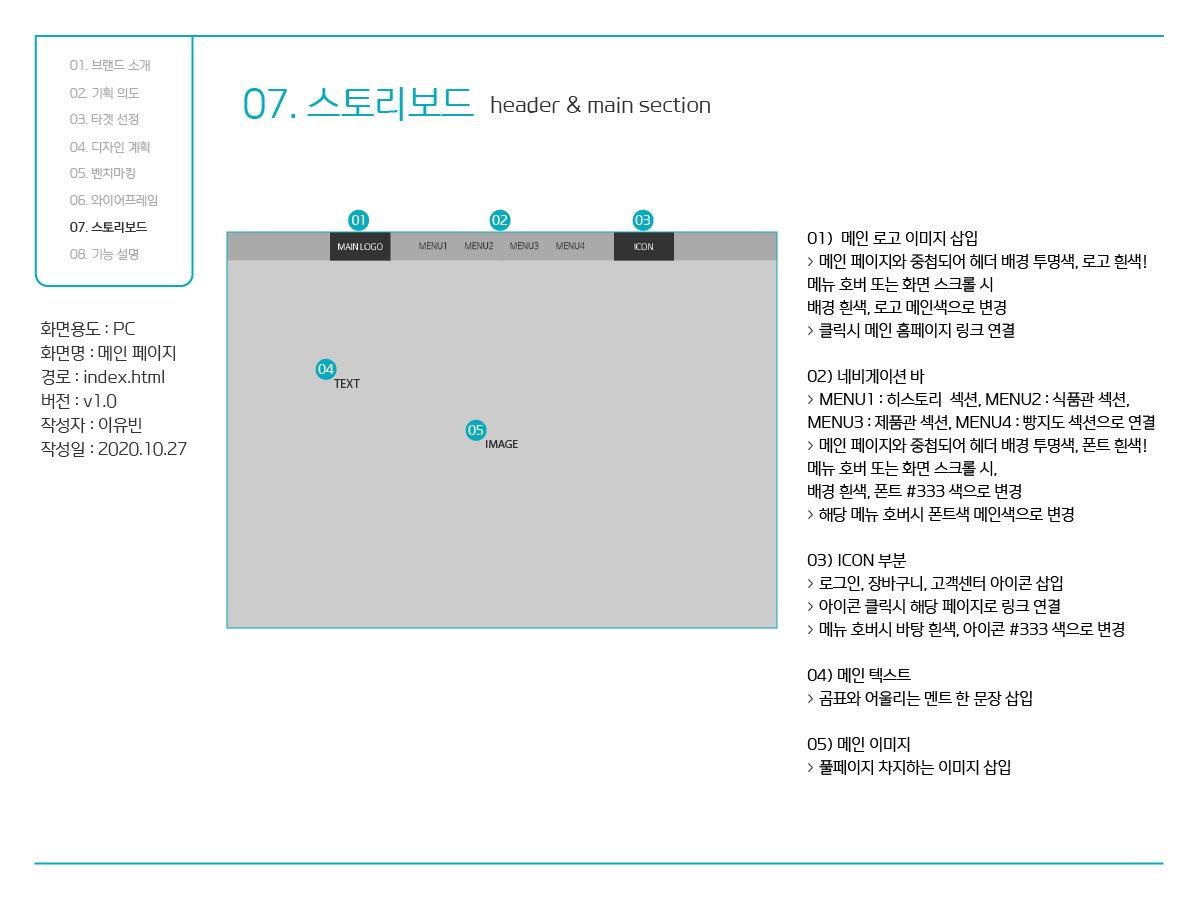 01. 브랜드 소개
02. 기획 의도
03. 타겟 선정
04. 디자인 계획
05. 벤치마킹
06. 와이어프레임
07. 스토리보드
08. 기능 설명
화면용도 : PC
화면명 : 메인 페이지
경로 : index.html
버전 : v1.0
작성자 : 이유빈
작성일 : 2020.10.27
07. 스토리보드 header & main section
01 02 03
MAIN LOGO MENU1 MENU2 MENU3 MENU4 ICON
04
TEXT
05
IMAGE
01) 메인 로고 이미지 삽입
> 메인 페이지와 중첩되어 헤더 배경 투명색, 로고 흰색!
메뉴 호버 또는 화면 스크롤 시
배경 흰색, 로고 메인색으로 변경
> 클릭시 메인 홈페이지 링크 연결
02) 네비게이션 바
> MENU1 : 히스토리 섹션, MENU2 : 식품관 섹션,
MENU3 : 제품관 섹션, MENU4 : 빵지도 섹션으로 연결
> 메인 페이지와 중첩되어 헤더 배경 투명색, 폰트 흰색!
메뉴 호버 또는 화면 스크롤 시,
배경 흰색, 폰트 #333 색으로 변경
> 해당 메뉴 호버시 폰트색 메인색으로 변경
03) ICON 부분
> 로그인, 장바구니, 고객센터 아이콘 삽입
> 아이콘 클릭시 해당 페이지로 링크 연결
> 메뉴 호버시 바탕 흰색, 아이콘 #333 색으로 변경
04) 메인 텍스트
> 곰표와 어울리는 멘트 한 문장 삽입
05) 메인 이미지
> 풀페이지 차지하는 이미지 삽입